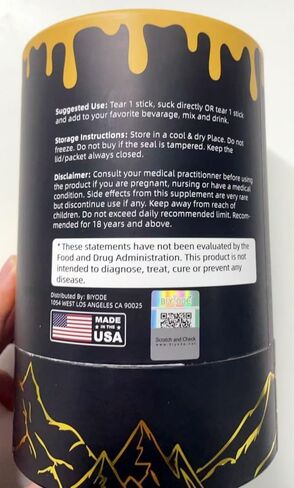 Suggested Use: Tear 1 stick, suck directly OR tear 1 stick
and add to your favorite bevarage, mix and drink.
Storage Instructions: Store in a cool & dry Place. Do not
freeze. Do not buy if the seal is tampered. Keep the
lid/packet always closed.
Disclaimer: Consult your medical practitioner before using
the product if you are pregnant, nursing or have a medical
condition. Side effects from this supplement are very rare
but discontinue use if any. Keep away from reach of
children. Do not exceed daily recommended limit. Recom-
mended for 18 years and above.
*These statements have not been evaluated by the
Food and Drug Administration. This product is not
intended to diagnose, treat, cure or prevent any
disease.
Distributed By: BIYODE
1054 WEST LOS ANGELES CA 90025
MADE
IN THE
USA
BIYODE
Scratch and Check
www.biyode.net